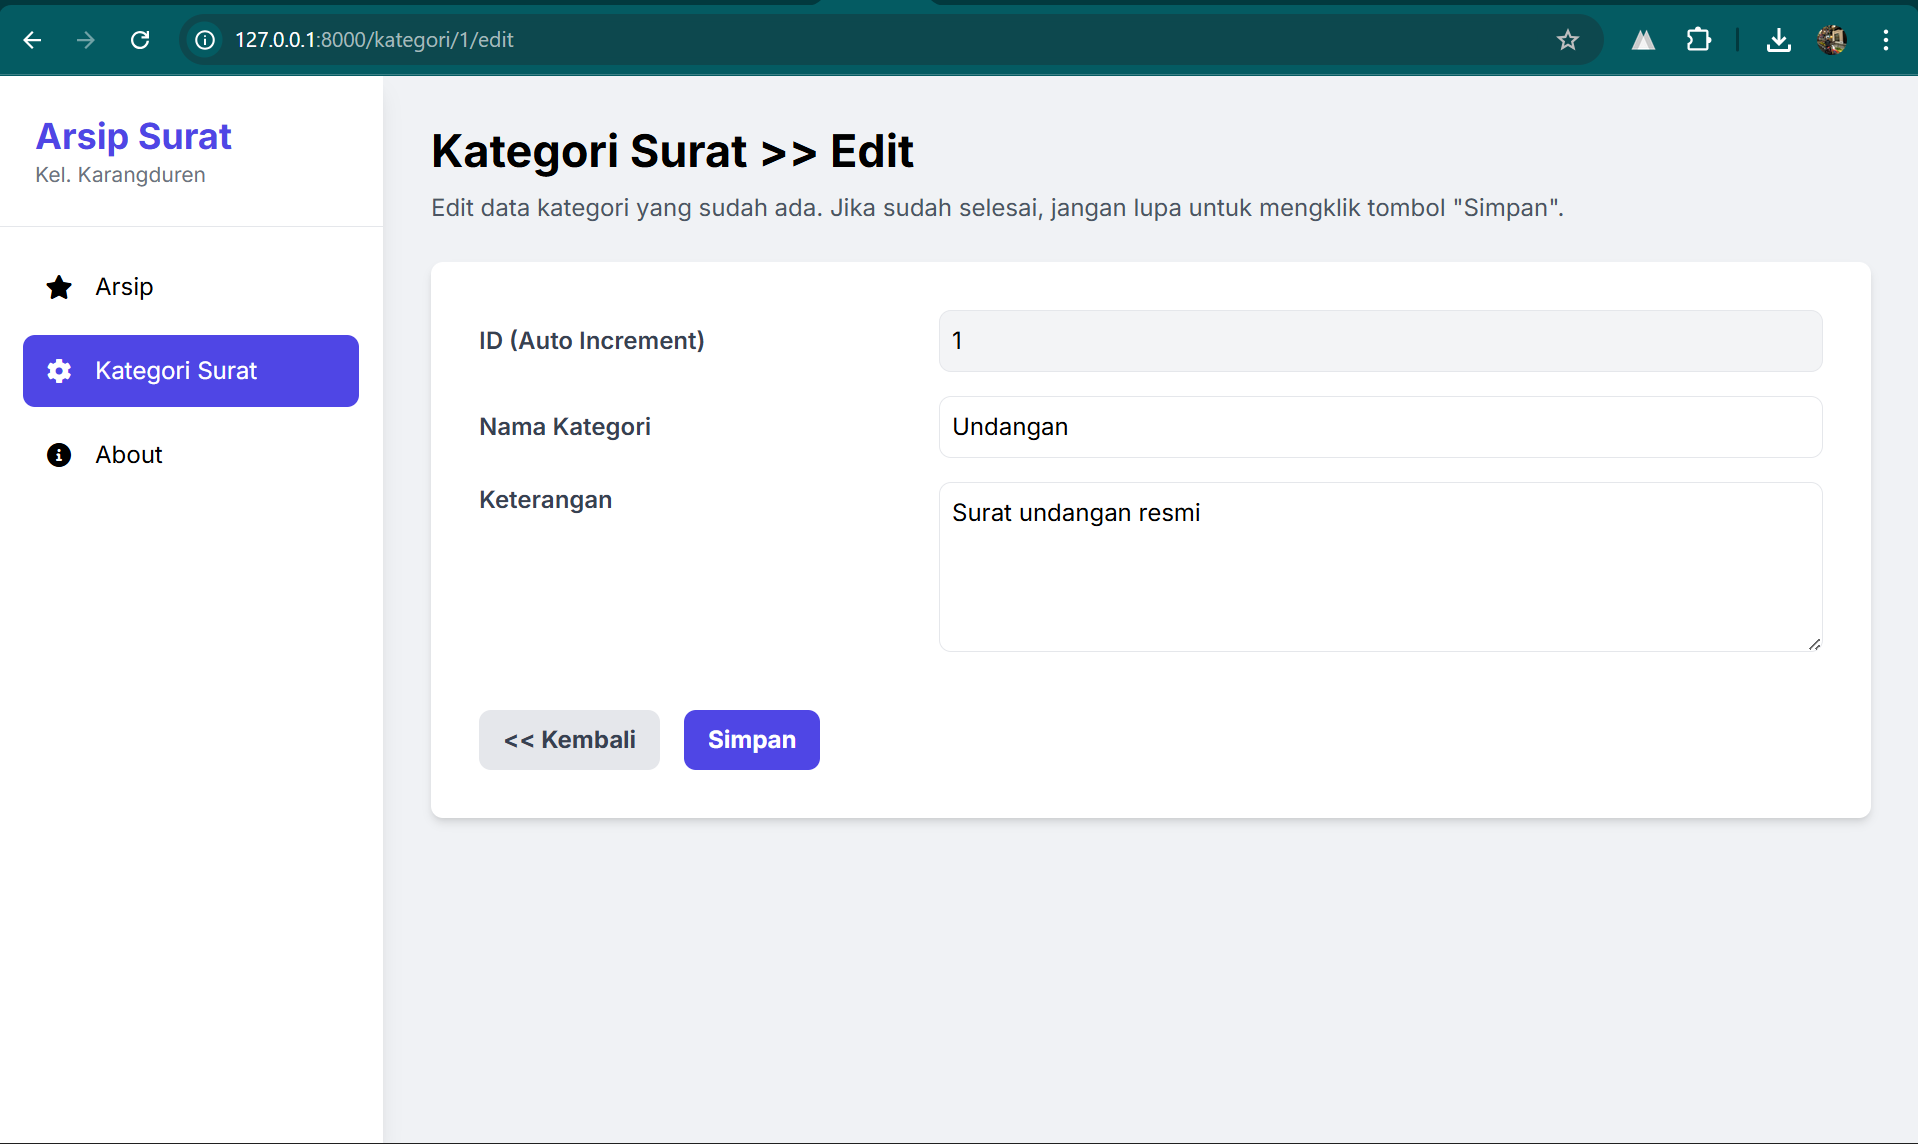 127.0.0.1:8000/kategori/1/edit
Arsip Surat
Kel. Karangduren
Arsip
Kategori Surat
About
Kategori Surat >> Edit
Edit data kategori yang sudah ada. Jika sudah selesai, jangan lupa untuk mengklik tombol "Simpan".
ID (Auto Increment)
1
Nama Kategori
Undangan
Keterangan
Surat undangan resmi
<< Kembali
Simpan